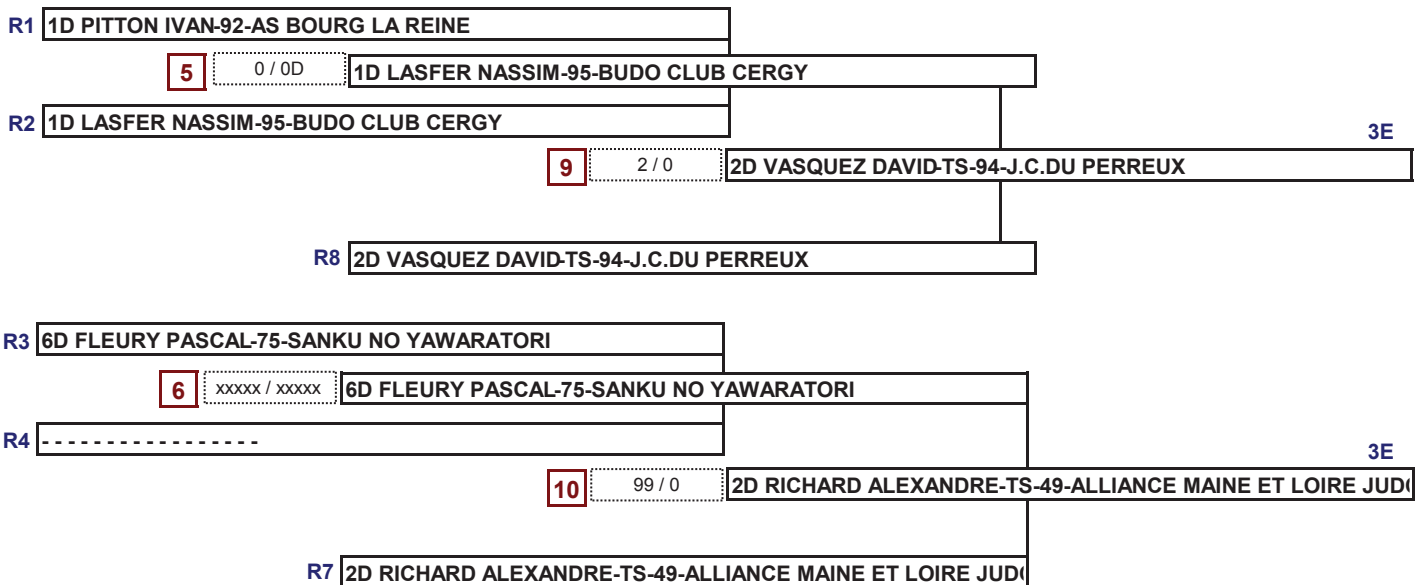 R1 1D PITTON IVAN-92-AS BOURG LA REINE
5 0 / 0D 1D LASFER NASSIM-95-BUDO CLUB CERGY
R2 1D LASFER NASSIM-95-BUDO CLUB CERGY
3E
9 2 / 0 2D VASQUEZ DAVID-TS-94-J.C.DU PERREUX
R8 2D VASQUEZ DAVID-TS-94-J.C.DU PERREUX
R3 6D FLEURY PASCAL-75-SANKU NO YAWARATORI
6 xxxxx / xxxxx 6D FLEURY PASCAL-75-SANKU NO YAWARATORI
R4 - - - - - - - - - - - - - - - - -
3E
10 99 / 0 2D RICHARD ALEXANDRE-TS-49-ALLIANCE MAINE ET LOIRE JUD
R7 2D RICHARD ALEXANDRE-TS-49-ALLIANCE MAINE ET LOIRE JUD